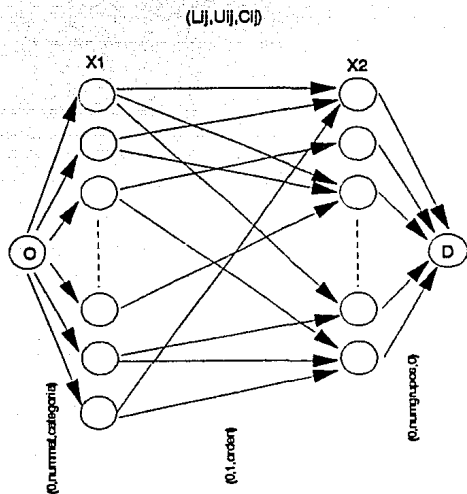 (Lij,Uij,Cij)
X1
X2
O
D
(0,nummat,categoria)
(0,1,orden)
(0,numgrupos,0)